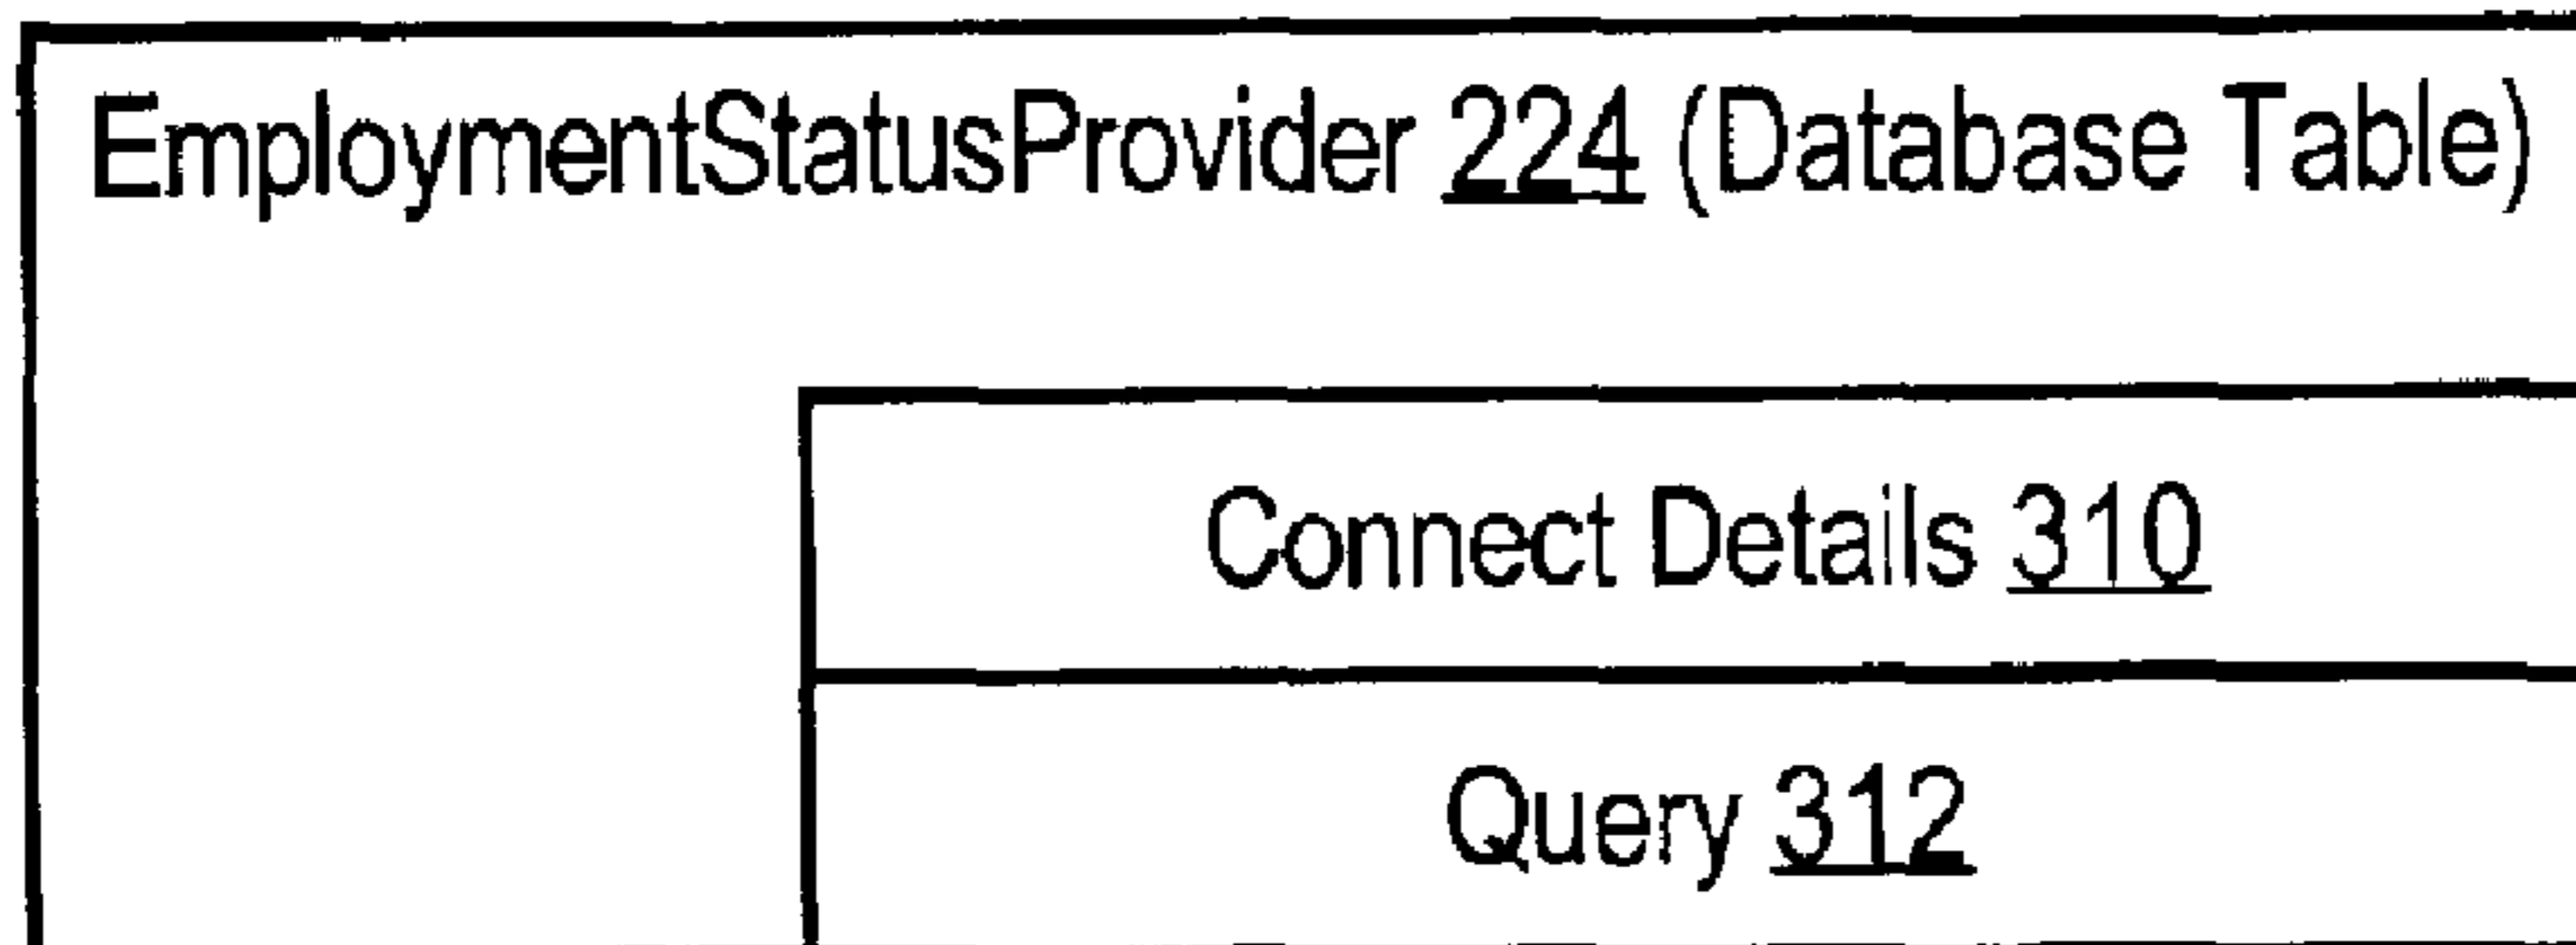 EmploymentStatusProvider 224 (Database Table)
Connect Details 310
Query 312